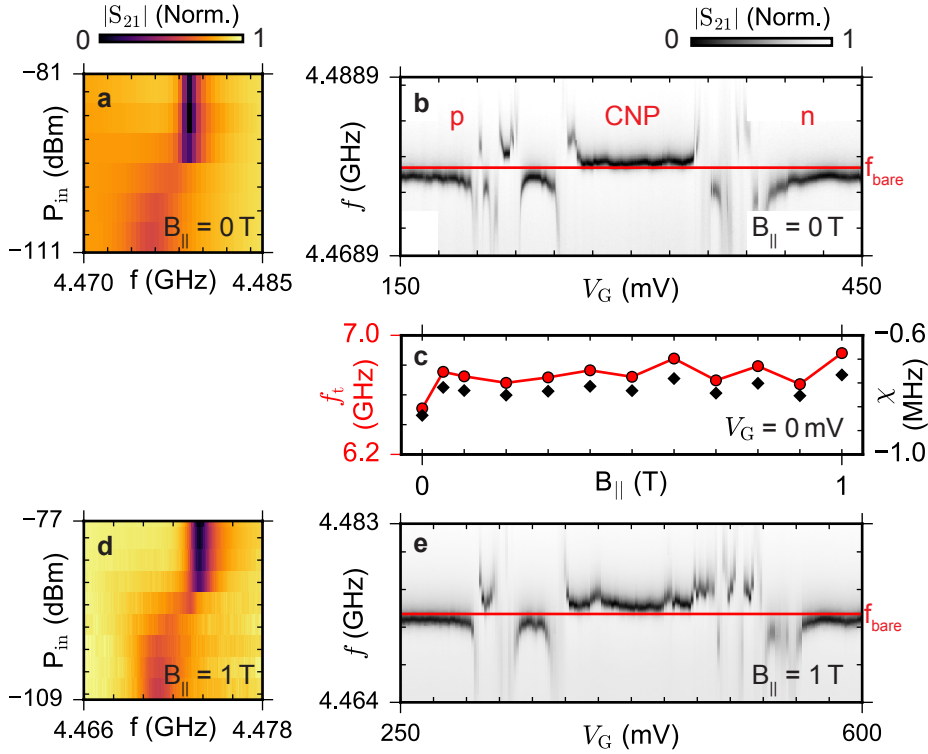 |S₂₁| (Norm.)
0 1
|S₂₁| (Norm.)
0 1
a
−81
P_in (dBm)
−111
B_|| = 0 T
4.470 f (GHz) 4.485
b
4.4889
f (GHz)
4.4689
p CNP n
f_bare
B_|| = 0 T
150 V_G (mV) 450
c
7.0
f_t
(GHz)
6.2
−0.6
χ
(MHz)
−1.0
V_G = 0 mV
0 B_|| (T) 1
d
−77
P_in (dBm)
−109
B_|| = 1 T
4.466 f (GHz) 4.478
e
4.483
f (GHz)
4.464
f_bare
B_|| = 1 T
250 V_G (mV) 600